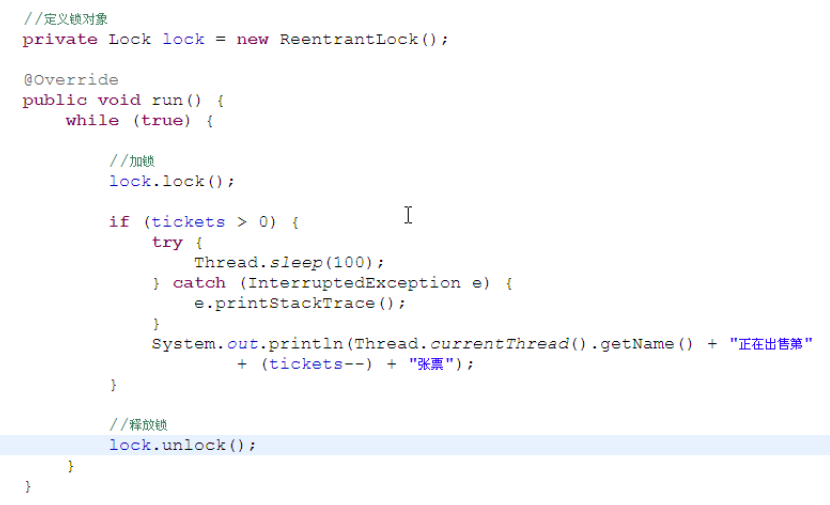 //定义锁对象
private Lock lock = new ReentrantLock();
@Override
public void run() {
while (true) {
//加锁
lock.lock();
if (tickets > 0) {
try {
Thread.sleep(100);
} catch (InterruptedException e) {
e.printStackTrace();
}
System.out.println(Thread.currentThread().getName() + "正在出售第"
+ (tickets--) + "张票");
}
//释放锁
lock.unlock();
}
}